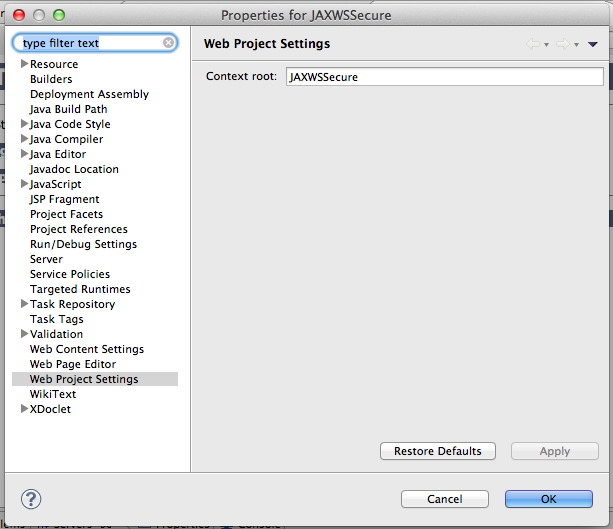 Properties for JAXWSSecure
type filter text
Web Project Settings
Resource
Builders
Deployment Assembly
Java Build Path
Java Code Style
Java Compiler
Java Editor
Javadoc Location
JavaScript
JSP Fragment
Project Facets
Project References
Run/Debug Settings
Server
Service Policies
Targeted Runtimes
Task Repository
Task Tags
Validation
Web Content Settings
Web Page Editor
Web Project Settings
WikiText
XDoclet
Context root: JAXWSSecure
Restore Defaults Apply
? Cancel OK